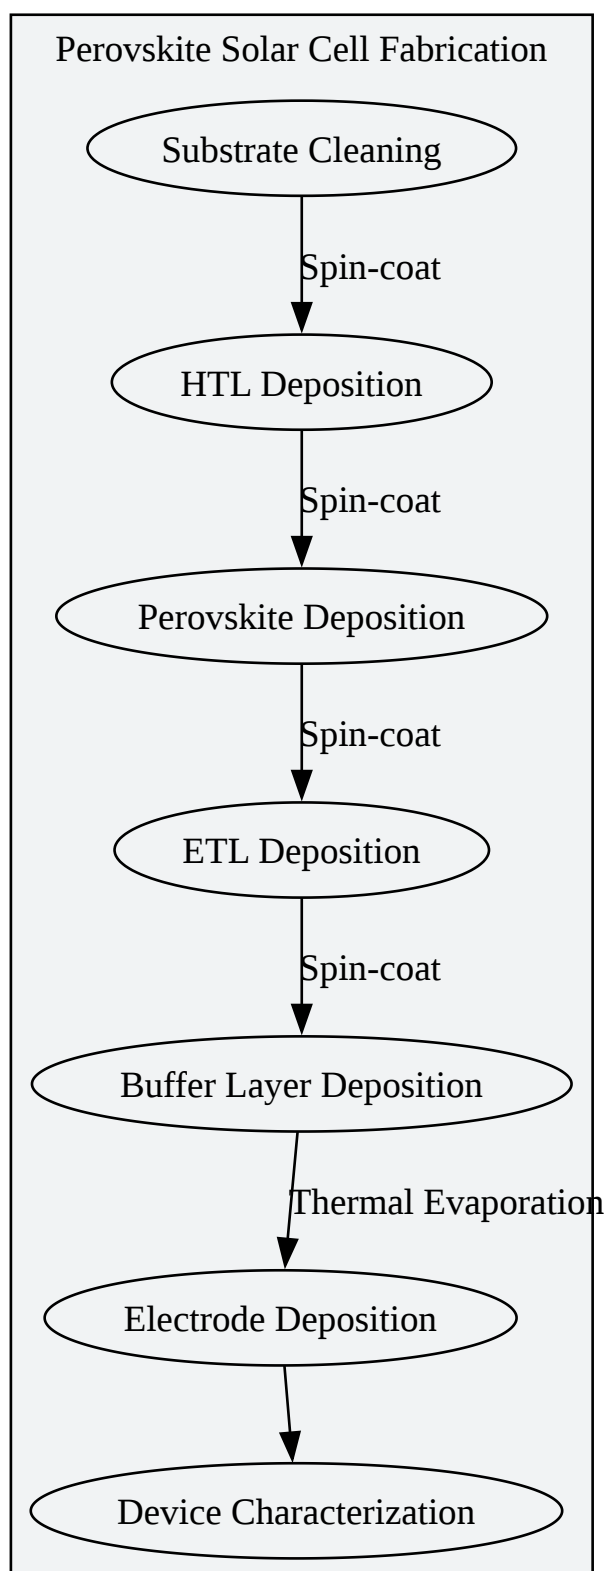 Perovskite Solar Cell Fabrication
Substrate Cleaning
Spin-coat
HTL Deposition
Spin-coat
Perovskite Deposition
Spin-coat
ETL Deposition
Spin-coat
Buffer Layer Deposition
Thermal Evaporation
Electrode Deposition
Device Characterization